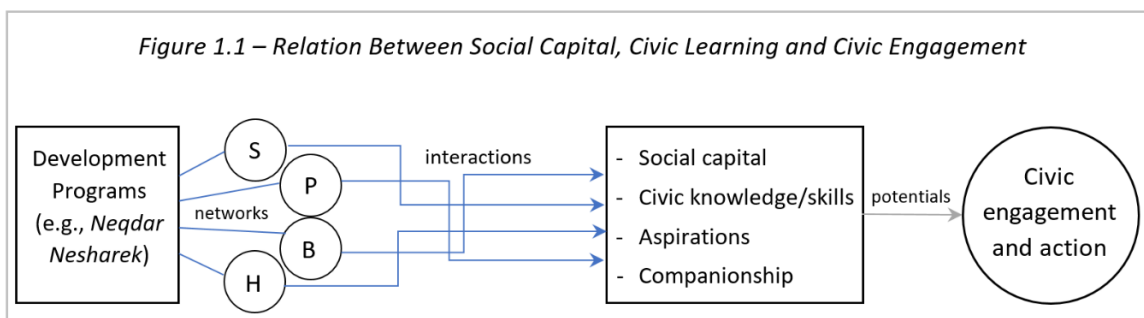 Figure 1.1 – Relation Between Social Capital, Civic Learning and Civic Engagement
Development
Programs
(e.g., Neqdar
Nesharek)
networks
S
P
B
H
interactions
- Social capital
- Civic knowledge/skills
- Aspirations
- Companionship
potentials
Civic
engagement
and action